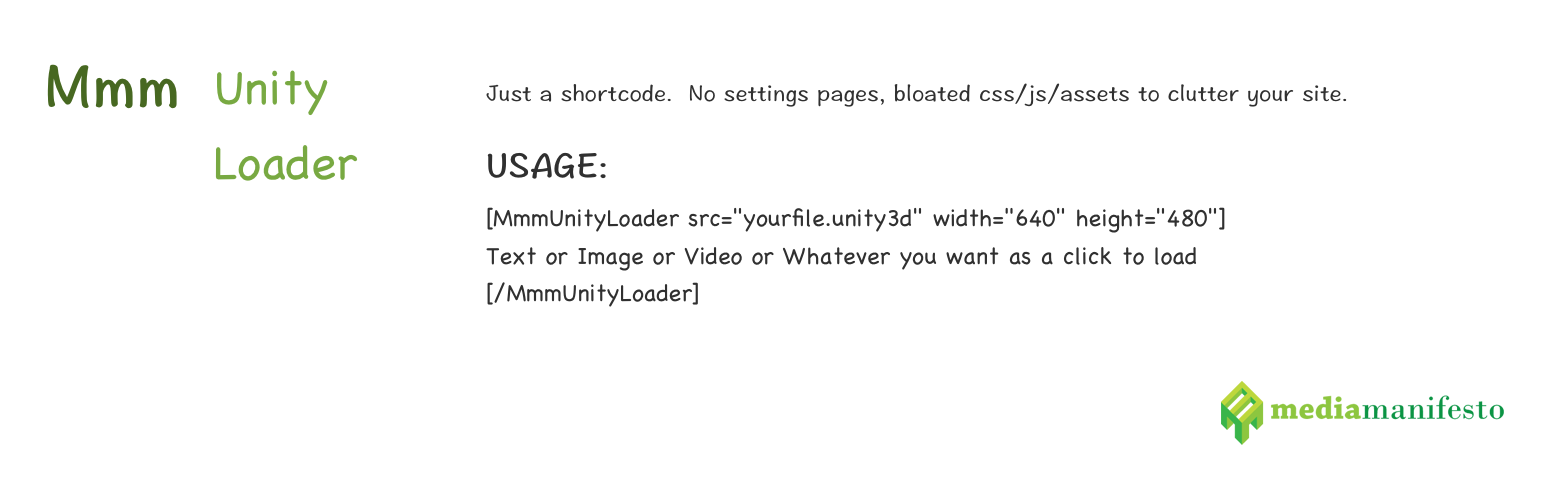 Mmm Unity
Loader
Just a shortcode. No settings pages, bloated css/js/assets to clutter your site.
USAGE:
[MmmUnityLoader src="yourfile.unity3d" width="640" height="480"]
Text or Image or Video or Whatever you want as a click to load
[/MmmUnityLoader]
mediamanifesto